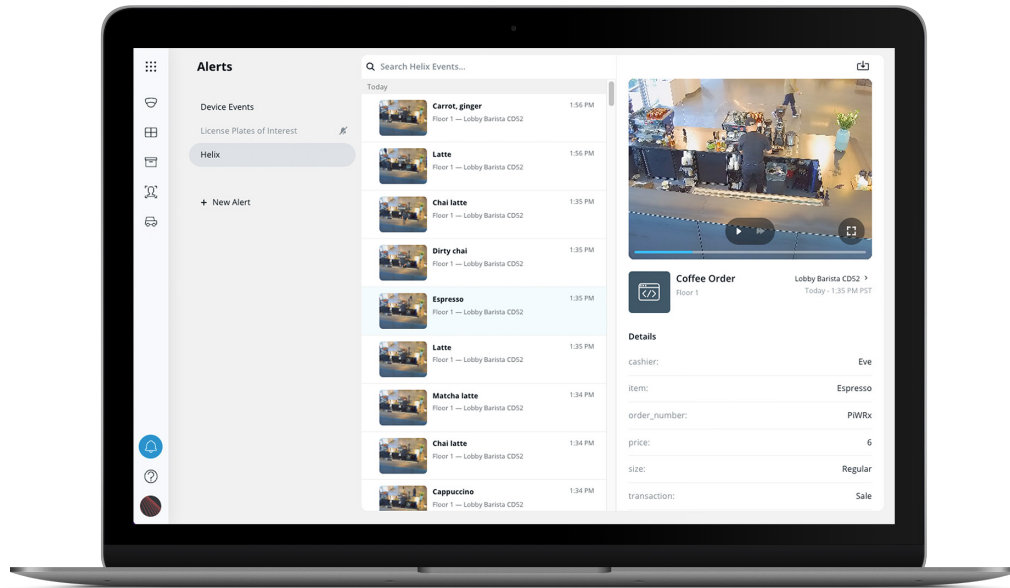 Alerts
Device Events
License Plates of Interest
Helix
+ New Alert
Search Helix Events...
Today
Carrot, ginger 1:56 PM
Floor 1 — Lobby Barista CD52
Latte 1:56 PM
Floor 1 — Lobby Barista CD52
Chai latte 1:35 PM
Floor 1 — Lobby Barista CD52
Dirty chai 1:35 PM
Floor 1 — Lobby Barista CD52
Espresso 1:35 PM
Floor 1 — Lobby Barista CD52
Latte 1:35 PM
Floor 1 — Lobby Barista CD52
Matcha latte 1:34 PM
Floor 1 — Lobby Barista CD52
Chai latte 1:34 PM
Floor 1 — Lobby Barista CD52
Cappuccino 1:34 PM
Floor 1 — Lobby Barista CD52
Coffee Order Lobby Barista CD52 >
Floor 1 Today - 1:35 PM PST
Details
cashier: Eve
item: Espresso
order_number: PiWRx
price: 6
size: Regular
transaction: Sale